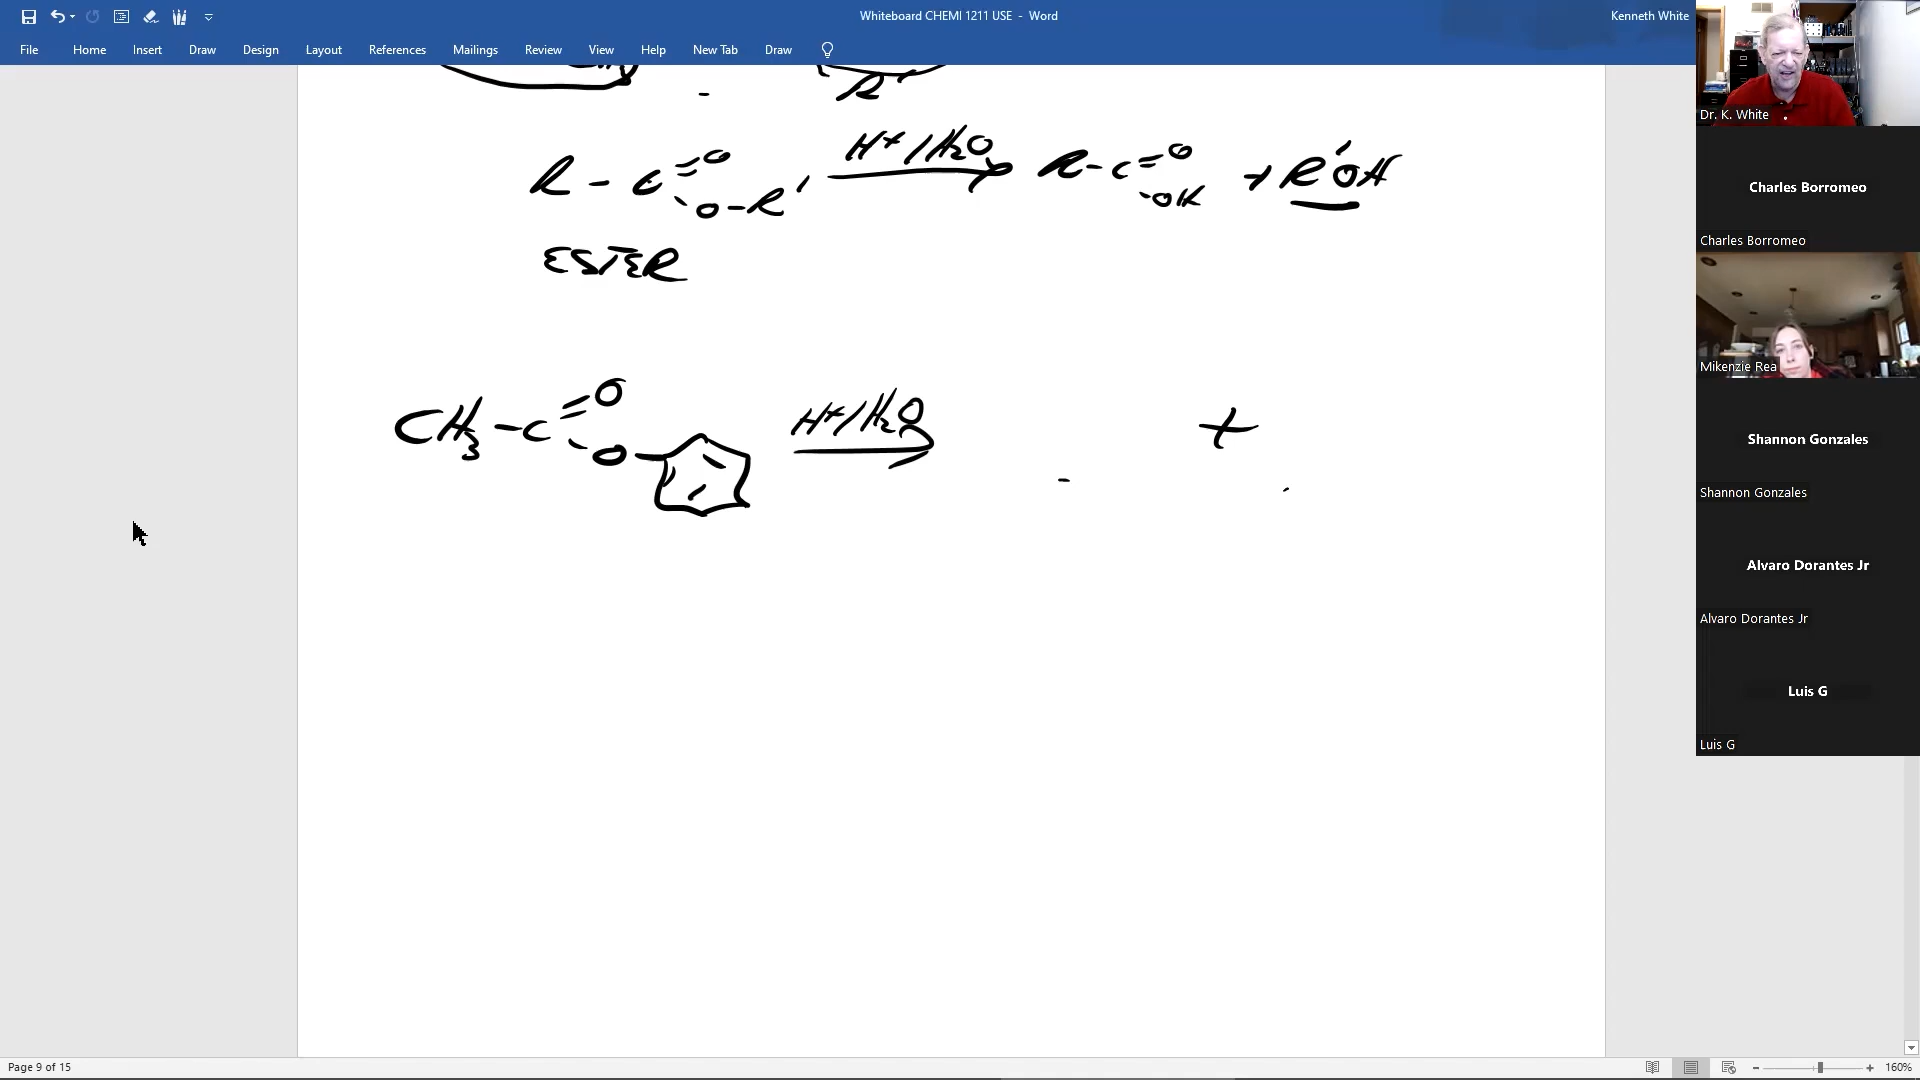 Whiteboard CHEMI 1211 USE - Word
Kenneth White
File Home Insert Draw Design Layout References Mailings Review View Help New Tab Draw
R'
R - C =O -O-R' H+/H2O R-C =O -OH + R'OH
ESTER
CH3-C =O -O- H+/H2O +
Dr. K. White
Charles Borromeo
Charles Borromeo
Mikenzie Rea
Shannon Gonzales
Shannon Gonzales
Alvaro Dorantes Jr
Alvaro Dorantes Jr
Luis G
Luis G
Page 9 of 15
160%